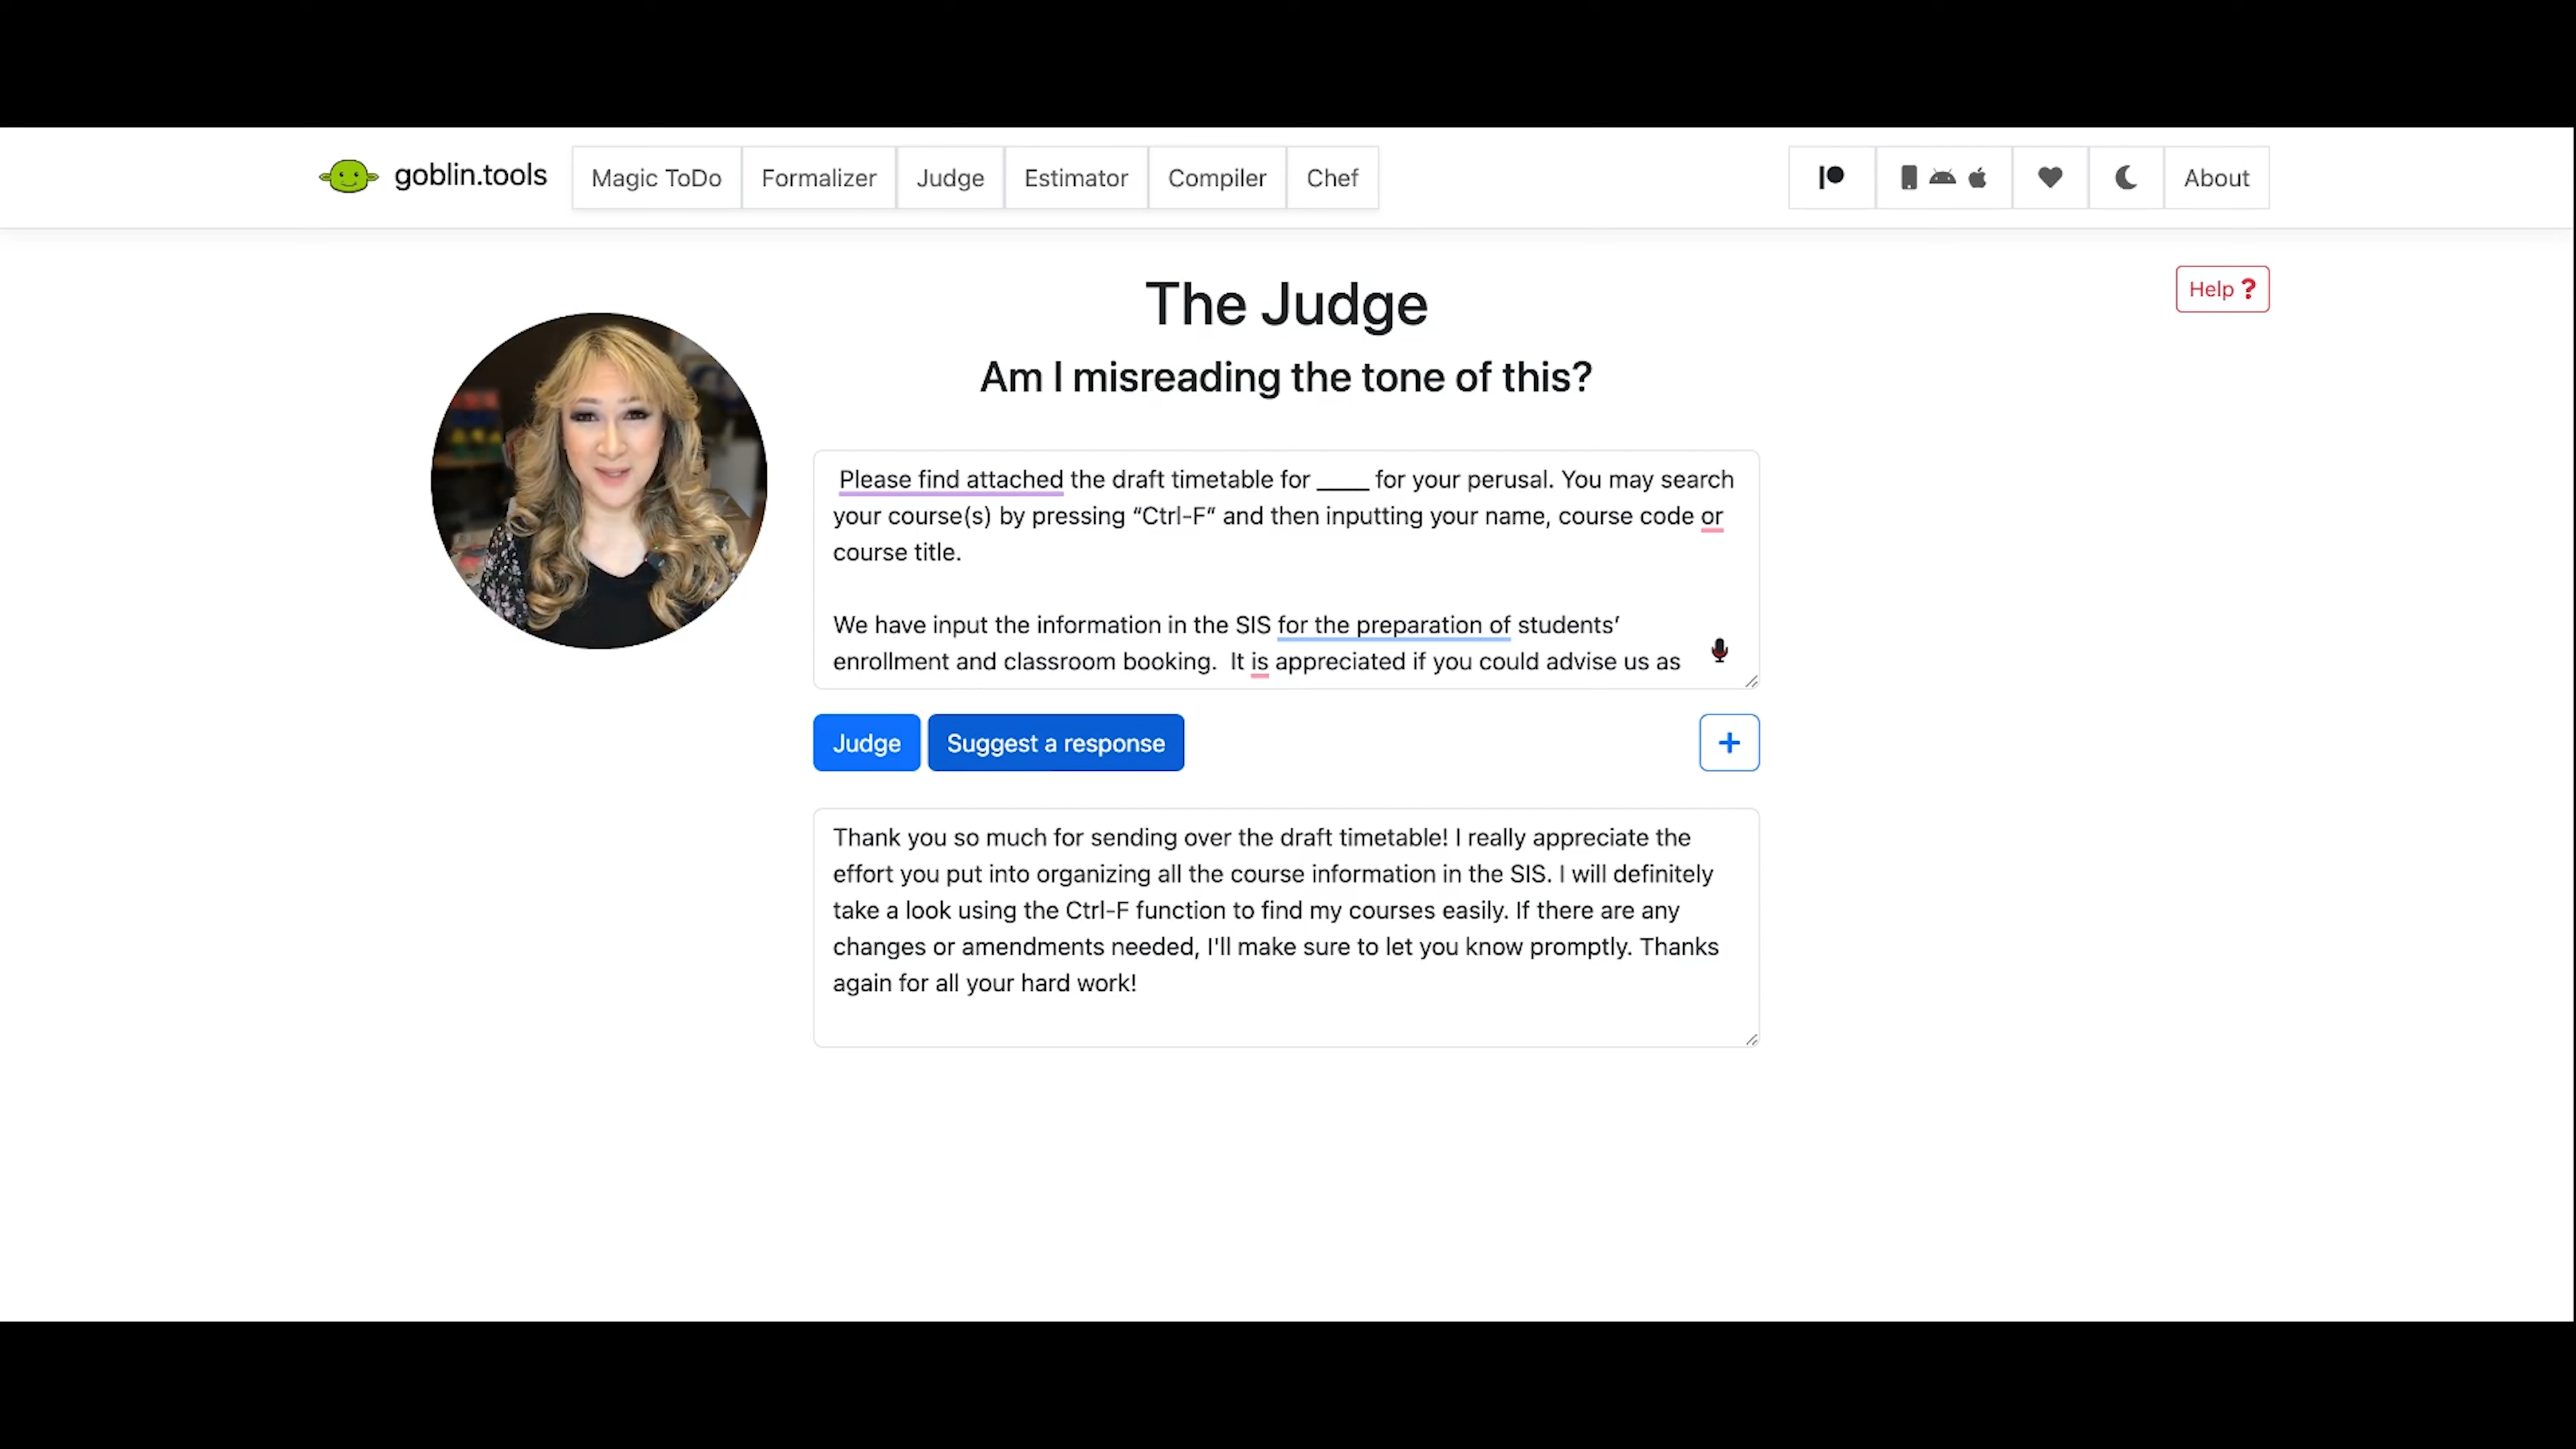 goblin.tools
Magic ToDo
Formalizer
Judge
Estimator
Compiler
Chef
About
Help ?
The Judge
Am I misreading the tone of this?
Please find attached the draft timetable for _____ for your perusal. You may search
your course(s) by pressing “Ctrl-F“ and then inputting your name, course code or
course title.
We have input the information in the SIS for the preparation of students’
enrollment and classroom booking.  It is appreciated if you could advise us as
Judge
Suggest a response
+
Thank you so much for sending over the draft timetable! I really appreciate the
effort you put into organizing all the course information in the SIS. I will definitely
take a look using the Ctrl-F function to find my courses easily. If there are any
changes or amendments needed, I'll make sure to let you know promptly. Thanks
again for all your hard work!